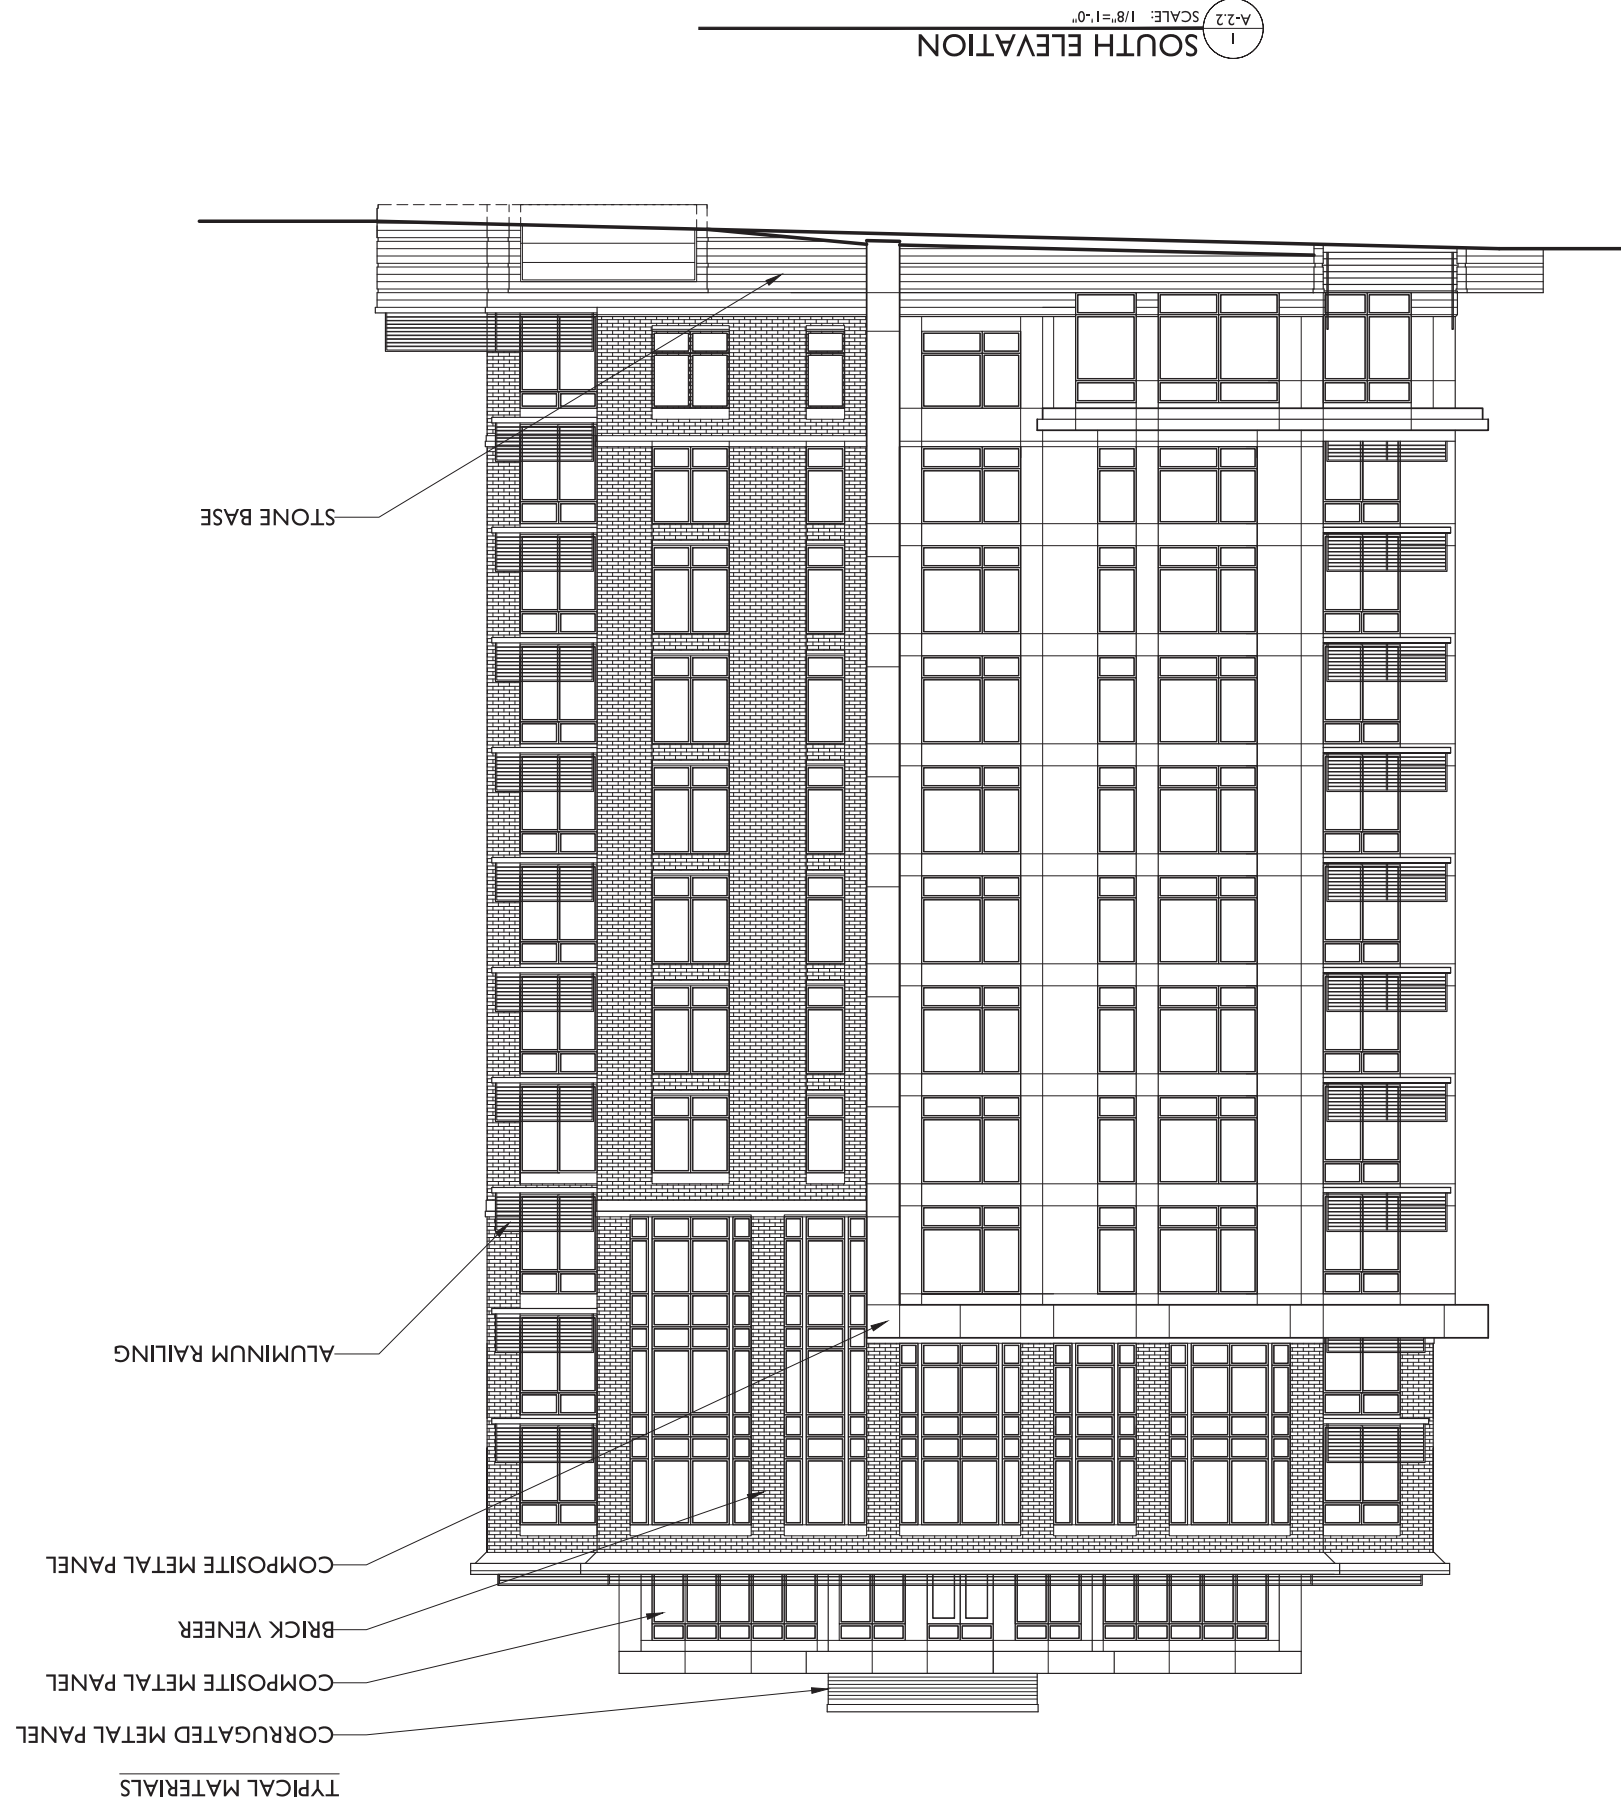 TYPICAL MATERIALS
CORRUGATED METAL PANEL
COMPOSITE METAL PANEL
BRICK VENEER
COMPOSITE METAL PANEL
ALUMINUM RAILING
STONE BASE
1
A-2.2
SOUTH ELEVATION
SCALE: 1/8"=1'-0"